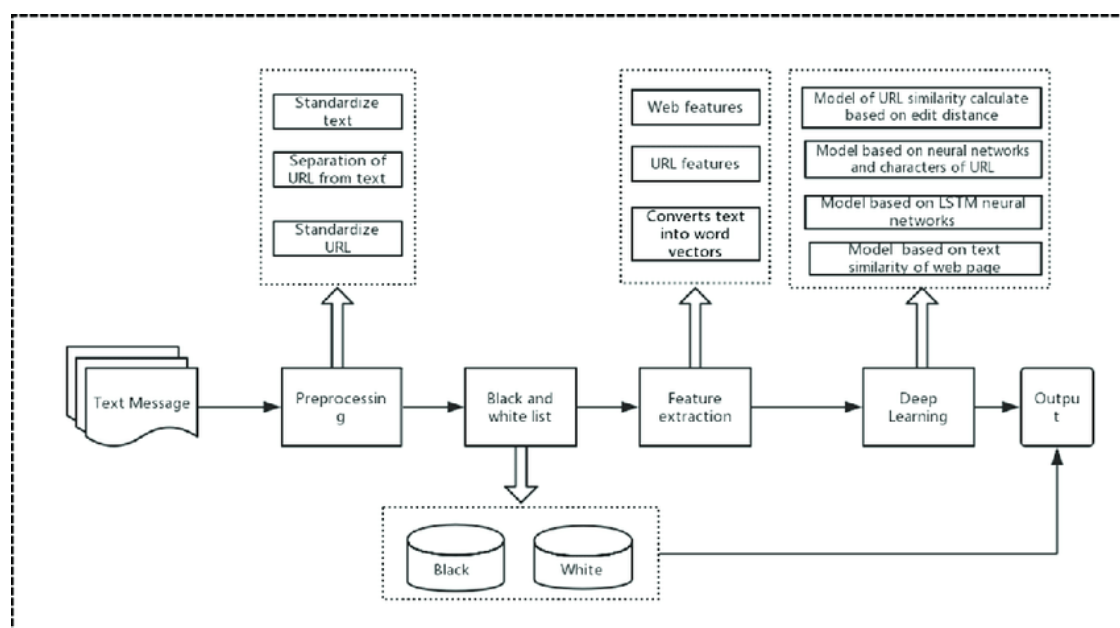 Standardize
text
Separation of
URL from text
Standardize
URL
Web features
URL features
Converts text
into word
vectors
Model of URL similarity calculate
based on edit distance
Model based on neural networks
and characters of URL
Model based on LSTM neural
networks
Model based on text
similarity of web page
Text Message
Preprocessin
g
Black and
white list
Feature
extraction
Deep
Learning
Outpu
t
Black
White